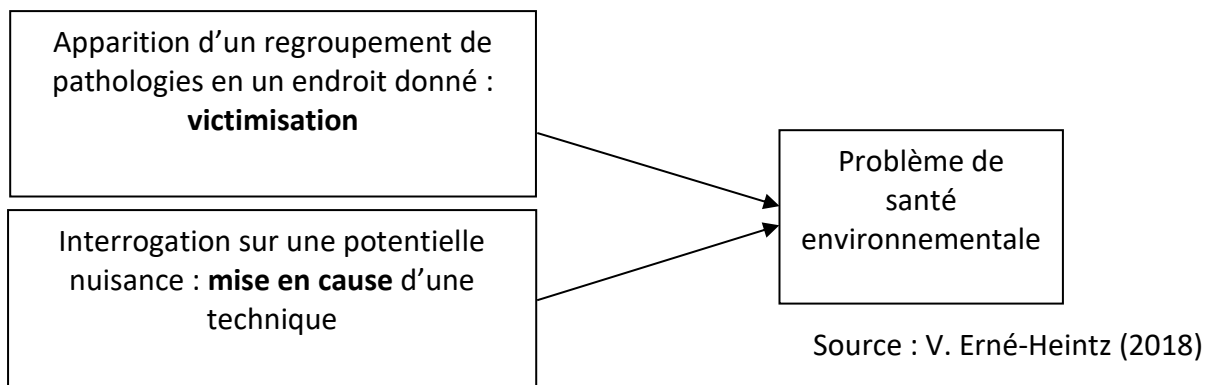 Apparition d’un regroupement de
pathologies en un endroit donné :
victimisation
Interrogation sur une potentielle
nuisance : mise en cause d’une
technique
Problème de
santé
environnementale
Source : V. Erné-Heintz (2018)